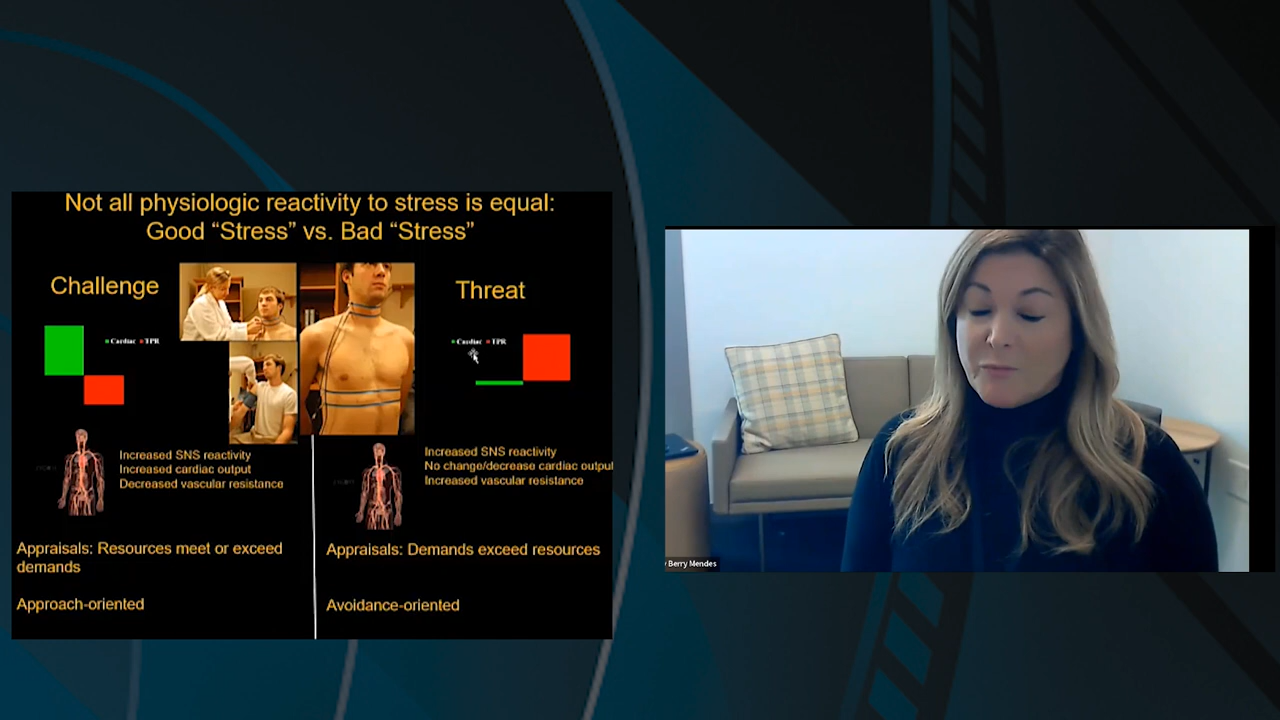 Not all physiologic reactivity to stress is equal:
Good “Stress” vs. Bad “Stress”
Challenge
Threat
Cardiac TPR
Cardiac TPR
Increased SNS reactivity
Increased cardiac output
Decreased vascular resistance
Increased SNS reactivity
No change/decrease cardiac output
Increased vascular resistance
Appraisals: Resources meet or exceed
demands
Appraisals: Demands exceed resources
Approach-oriented
Avoidance-oriented
Berry Mendes